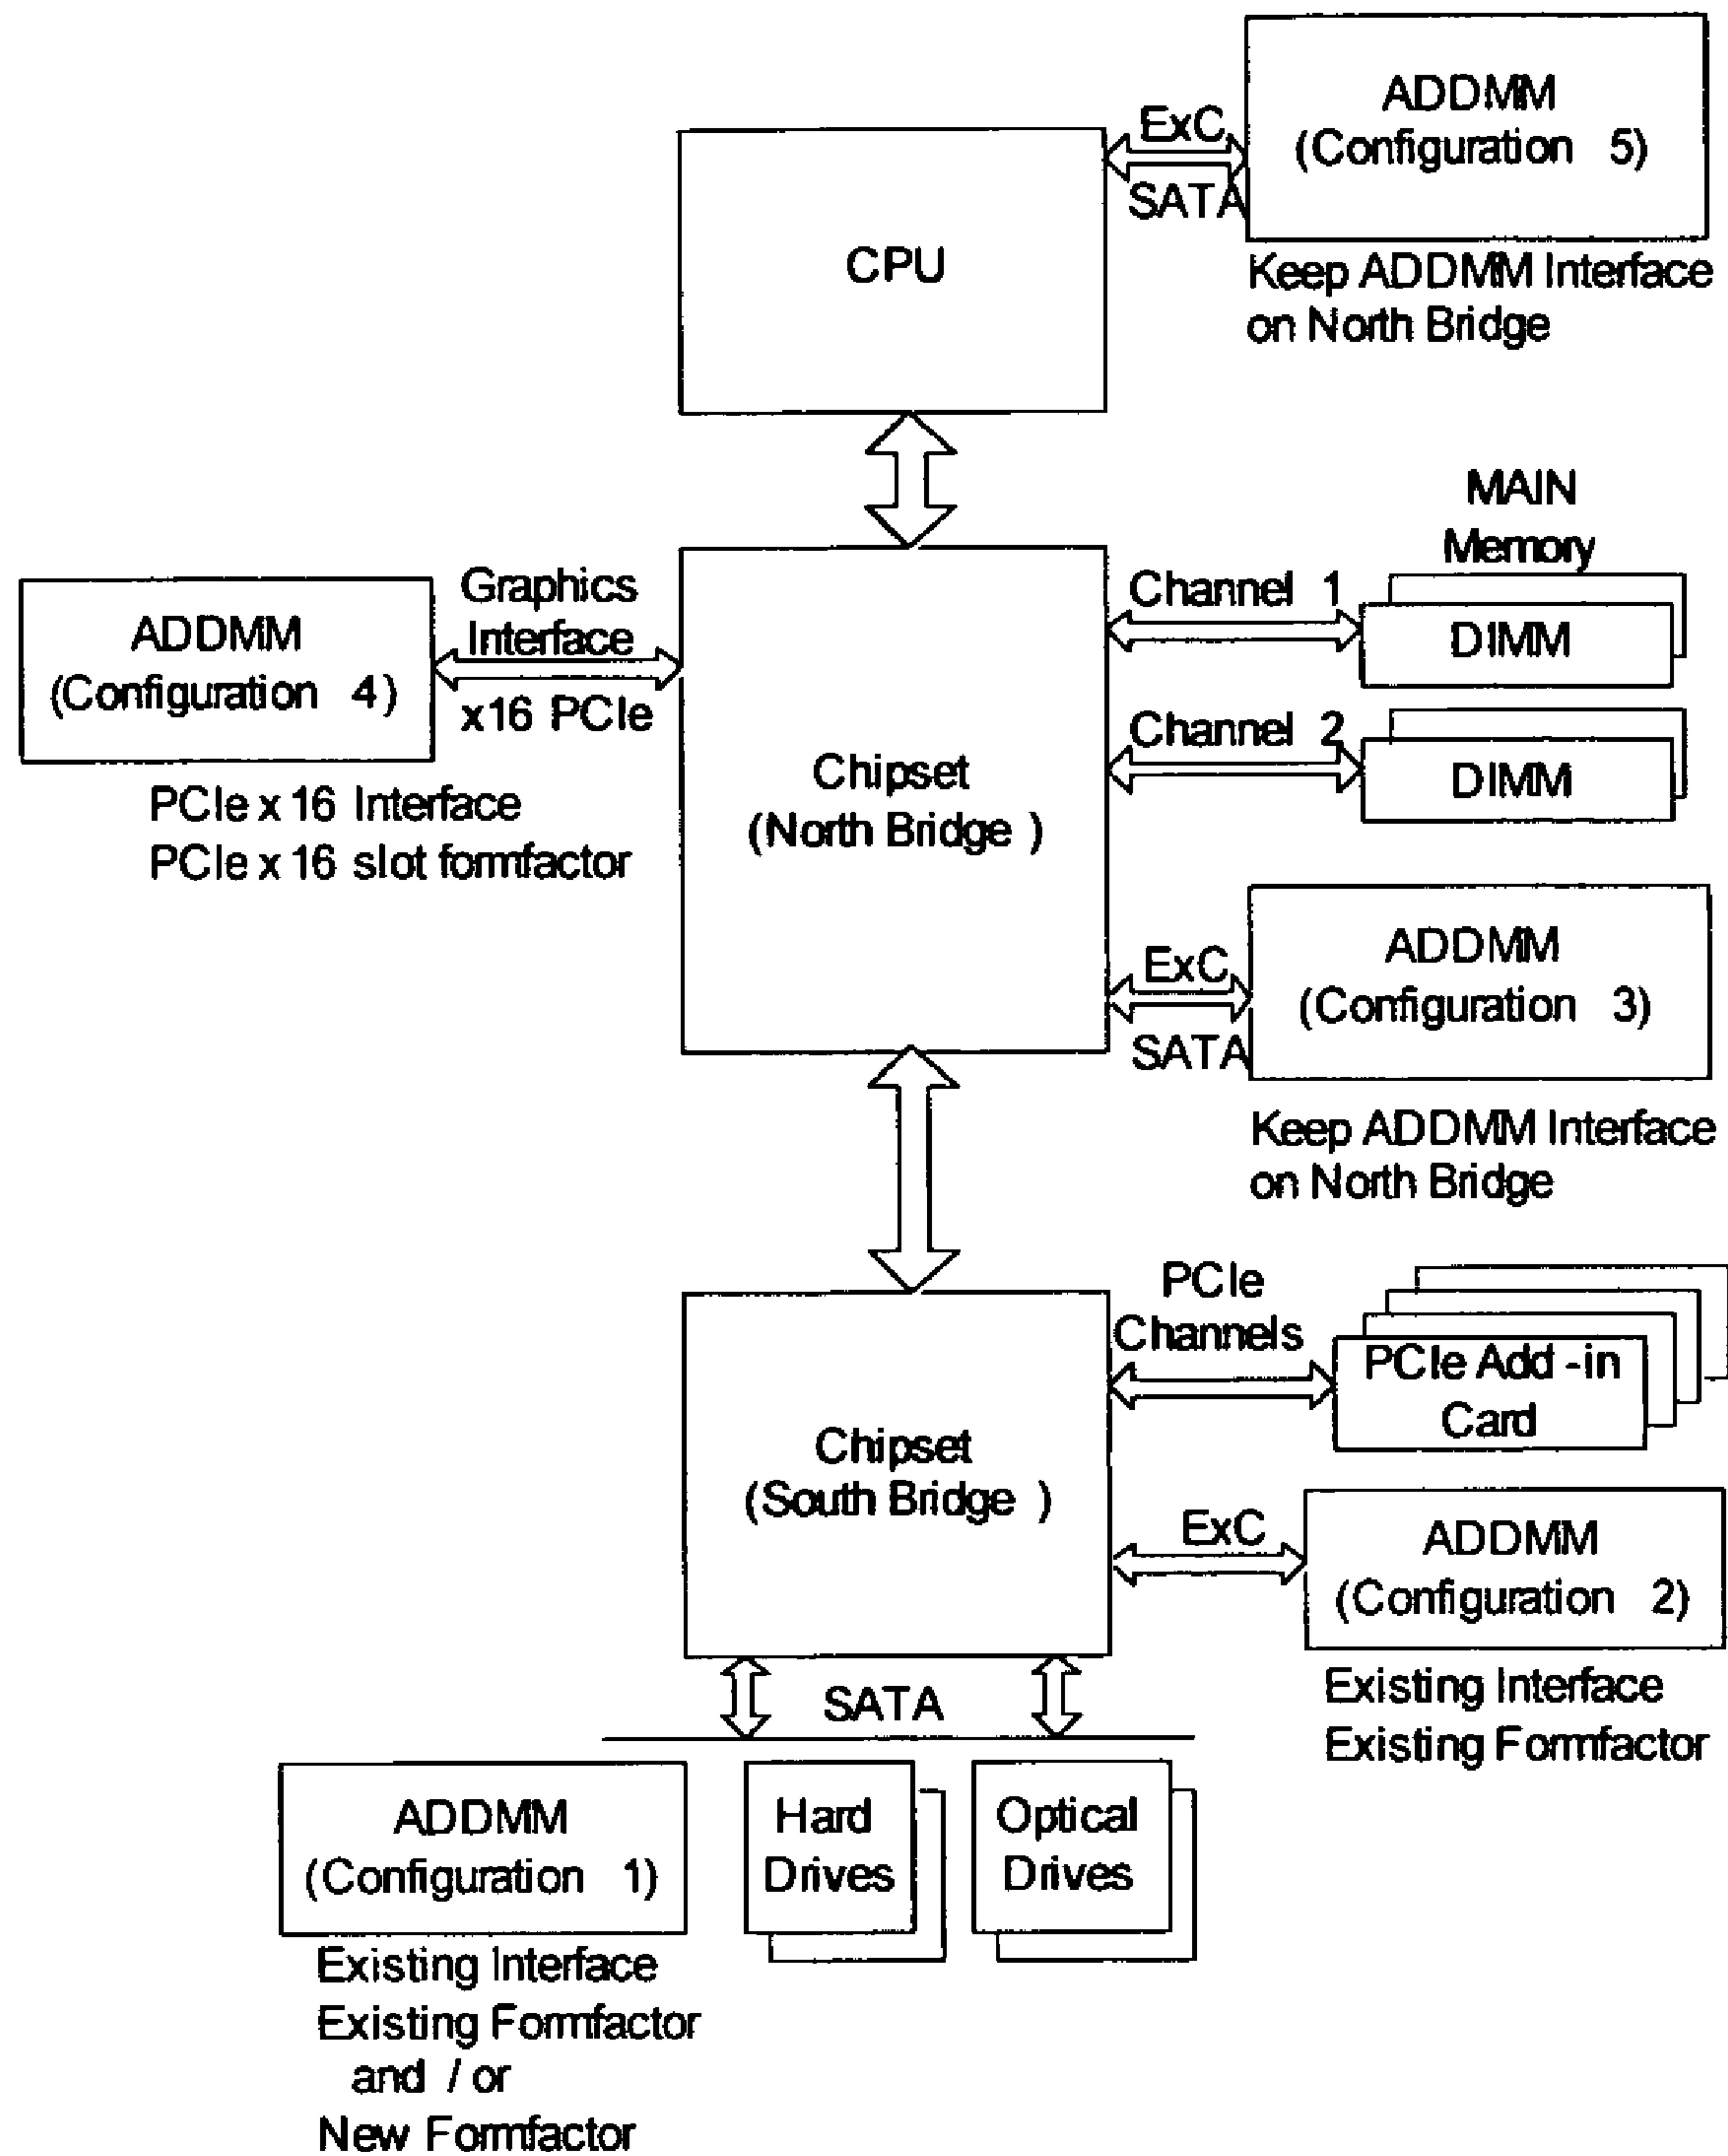 ADDMM
(Configuration 5)
ExC
SATA
CPU
Keep ADDMM Interface
on North Bridge
MAIN
Memory
Channel 1
DIMM
Channel 2
DIMM
Graphics
Interface
x16 PCIe
ADDMM
(Configuration 4)
PCIe x 16 Interface
PCIe x 16 slot formfactor
Chipset
(North Bridge )
ExC
SATA
ADDMM
(Configuration 3)
Keep ADDMM Interface
on North Bridge
PCIe
Channels
PCIe Add -in
Card
Chipset
(South Bridge )
ExC
ADDMM
(Configuration 2)
Existing Interface
Existing Formfactor
SATA
ADDMM
(Configuration 1)
Hard
Drives
Optical
Drives
Existing Interface
Existing Formfactor
and / or
New Formfactor